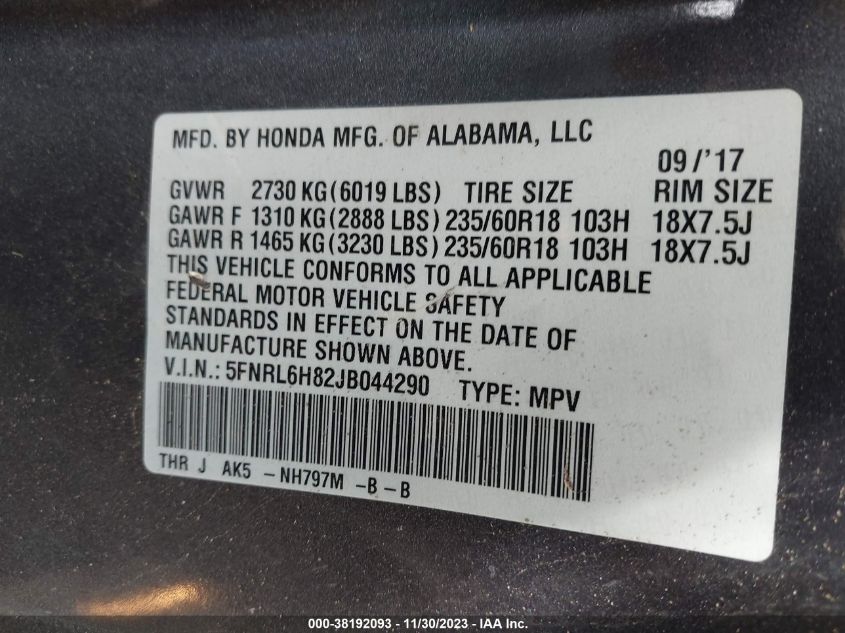 MFD. BY HONDA MFG. OF ALABAMA, LLC
09/'17
GVWR 2730 KG(6019 LBS) TIRE SIZE RIM SIZE
GAWR F 1310 KG(2888 LBS) 235/60R18 103H 18X7.5J
GAWR R 1465 KG(3230 LBS) 235/60R18 103H 18X7.5J
THIS VEHICLE CONFORMS TO ALL APPLICABLE
FEDERAL MOTOR VEHICLE SAFETY
STANDARDS IN EFFECT ON THE DATE OF
MANUFACTURE SHOWN ABOVE.
V.I.N.: 5FNRL6H82JB044290 TYPE: MPV
THR J AK5 -NH797M -B-B
000-38192093 - 11/30/2023 - IAA Inc.